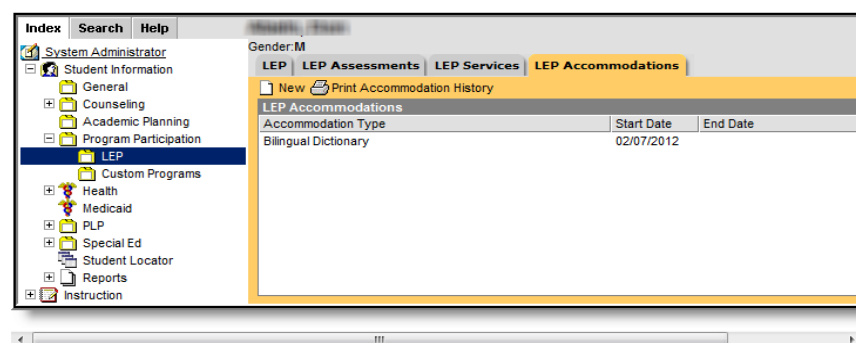 Index Search Help
System Administrator
Student Information
General
Counseling
Academic Planning
Program Participation
LEP
Custom Programs
Health
Medicaid
PLP
Special Ed
Student Locator
Reports
Instruction
Gender:M
LEP LEP Assessments LEP Services LEP Accommodations
New Print Accommodation History
LEP Accommodations
Accommodation Type Start Date End Date
Bilingual Dictionary 02/07/2012